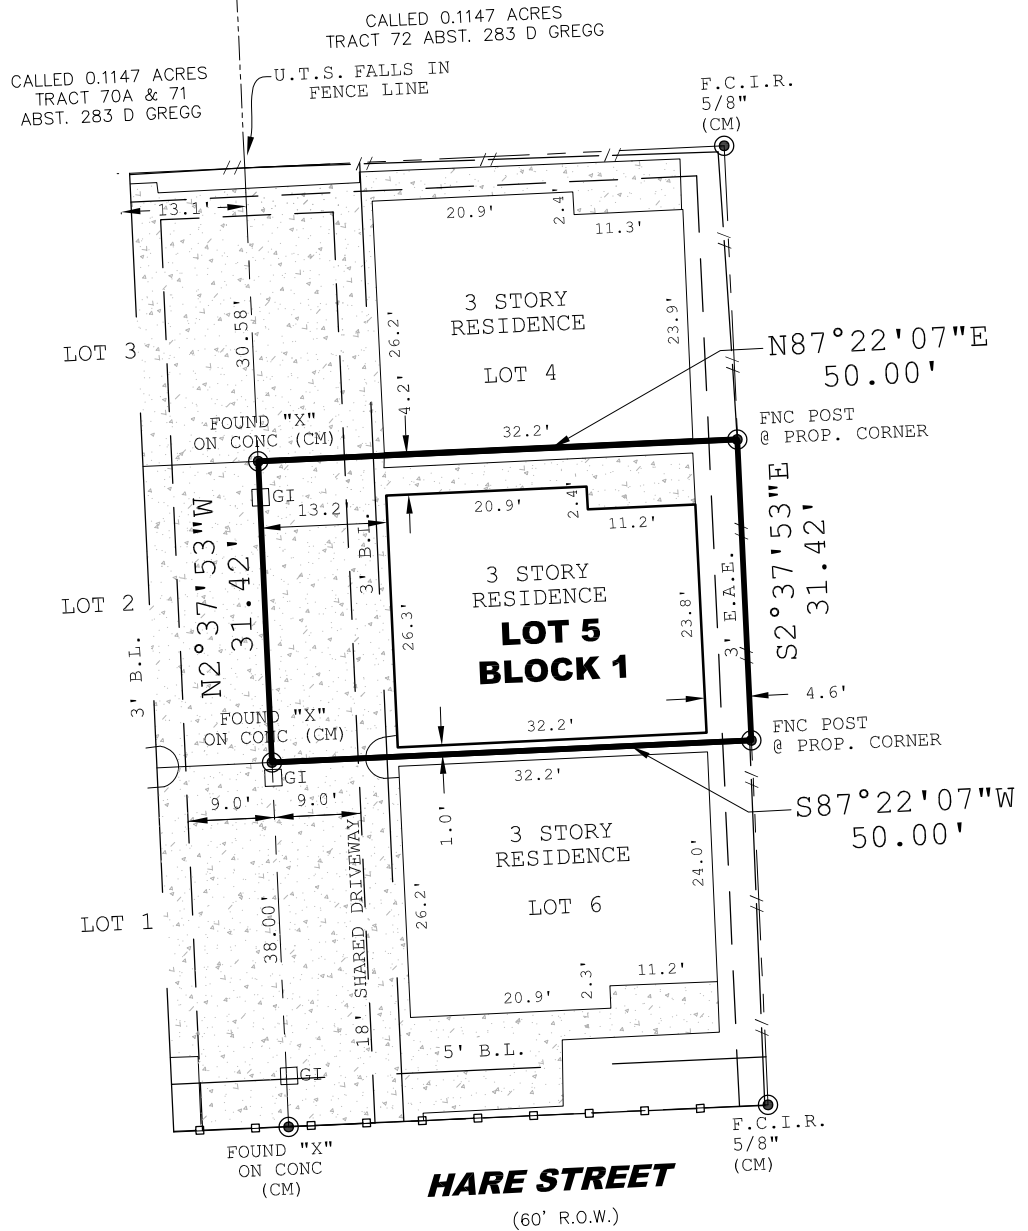 CALLED 0.1147 ACRES
TRACT 72 ABST. 283 D GREGG
CALLED 0.1147 ACRES
TRACT 70A & 71
ABST. 283 D GREGG
U.T.S. FALLS IN
FENCE LINE
F.C.I.R.
5/8"
(CM)
13.1'
20.9'
2.4'
11.3'
30.58'
26.2'
3 STORY
RESIDENCE
LOT 4
23.9'
LOT 3
4.2'
N87°22'07"E
50.00'
FOUND "X"
ON CONC (CM)
32.2'
FNC POST
@ PROP. CORNER
GI
13.2'
20.9'
2.4'
11.2'
N2°37'53"W
31.42'
3' B.L.
S2°37'53"E
31.42'
3 STORY
RESIDENCE
LOT 5
BLOCK 1
26.3'
23.8'
3' E.A.E.
LOT 2
3' B.L.
4.6'
FOUND "X"
ON CONC (CM)
32.2'
FNC POST
@ PROP. CORNER
GI
32.2'
9.0'
9.0'
1.0'
S87°22'07"W
50.00'
3 STORY
RESIDENCE
LOT 6
26.2'
24.0'
LOT 1
38.00'
18' SHARED DRIVEWAY
20.9'
2.3'
11.2'
5' B.L.
GI
FOUND "X"
ON CONC
(CM)
F.C.I.R.
5/8"
(CM)
HARE STREET
(60' R.O.W.)